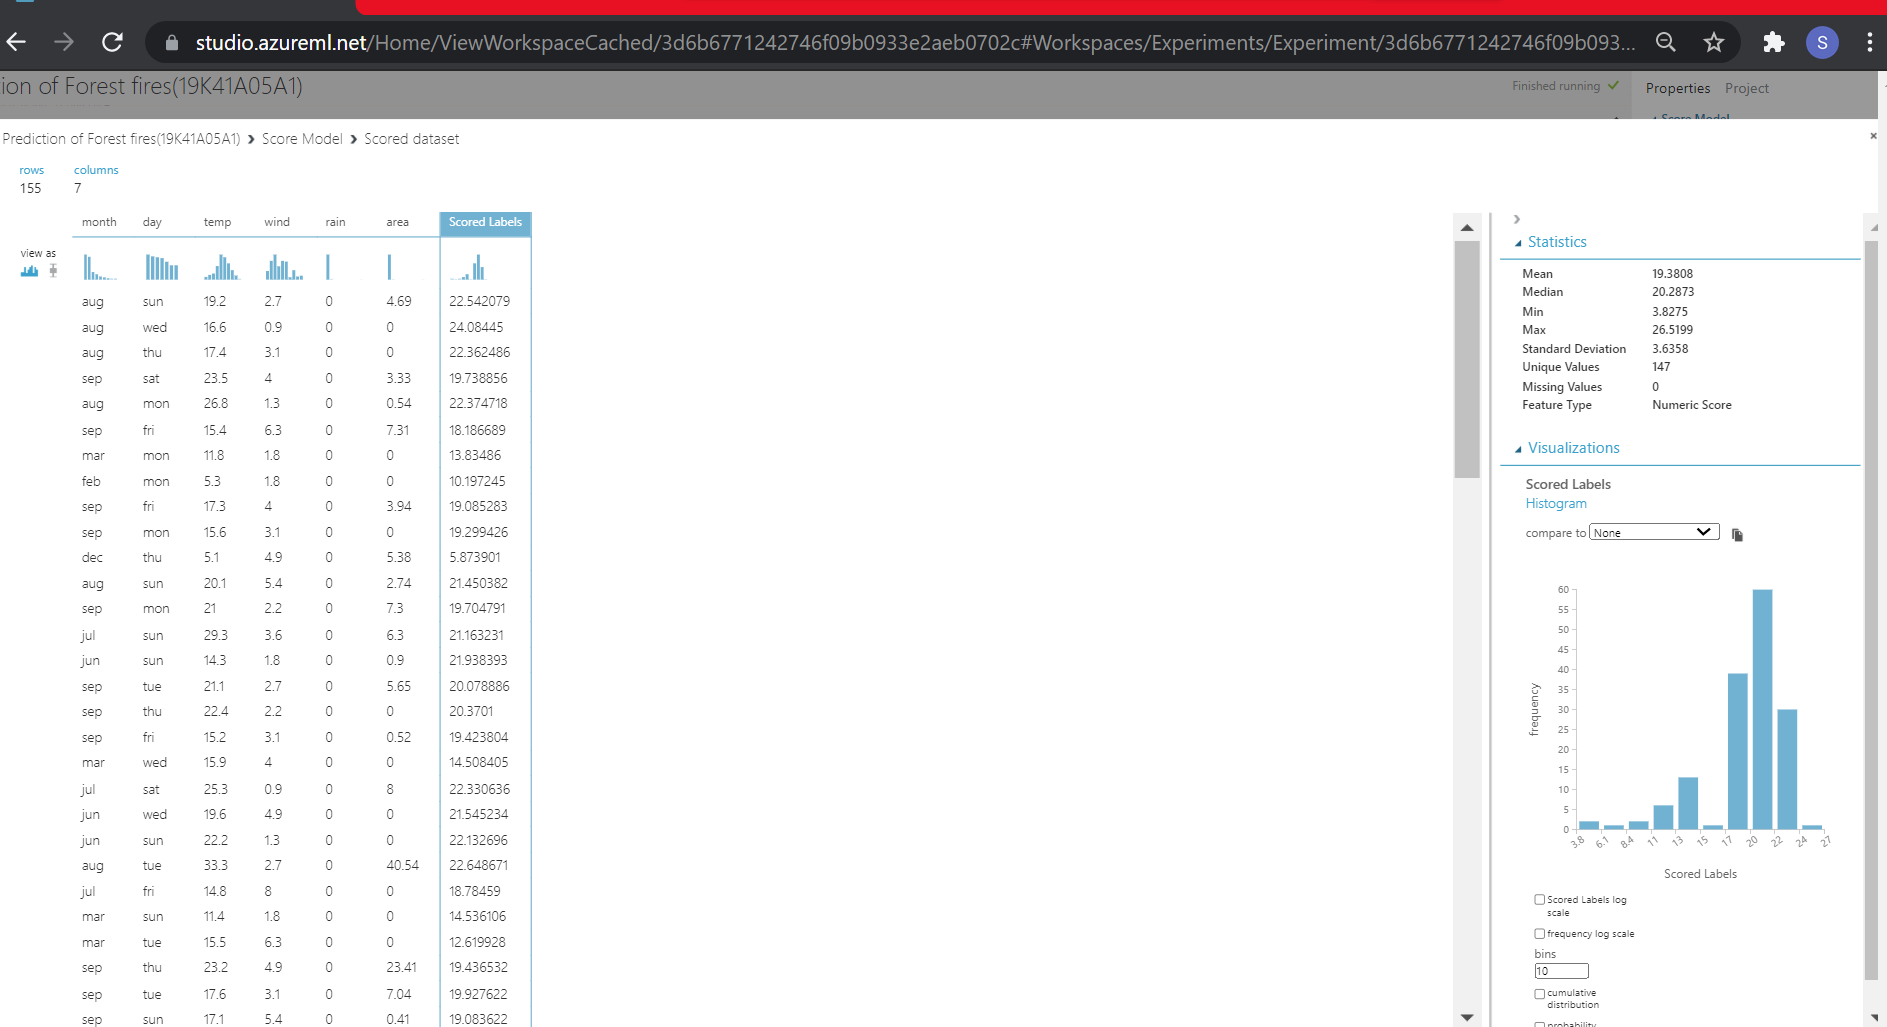 studio.azureml.net/Home/ViewWorkspaceCached/3d6b6771242746f09b0933e2aeb0702c#Workspaces/Experiments/Experiment/3d6b6771242746f09b093... S
ion of Forest fires(19K41A05A1)
Finished running
Properties Project
Score Model
Prediction of Forest fires(19K41A05A1) > Score Model > Scored dataset
rows columns
155 7
month day temp wind rain area Scored Labels
view as
aug sun 19.2 2.7 0 4.69 22.542079
aug wed 16.6 0.9 0 0 24.08445
aug thu 17.4 3.1 0 0 22.362486
sep sat 23.5 4 0 3.33 19.738856
aug mon 26.8 1.3 0 0.54 22.374718
sep fri 15.4 6.3 0 7.31 18.186689
mar mon 11.8 1.8 0 0 13.83486
feb mon 5.3 1.8 0 0 10.197245
sep fri 17.3 4 0 3.94 19.085283
sep mon 15.6 3.1 0 0 19.299426
dec thu 5.1 4.9 0 5.38 5.873901
aug sun 20.1 5.4 0 2.74 21.450382
sep mon 21 2.2 0 7.3 19.704791
jul sun 29.3 3.6 0 6.3 21.163231
jun sun 14.3 1.8 0 0.9 21.938393
sep tue 21.1 2.7 0 5.65 20.078886
sep thu 22.4 2.2 0 0 20.3701
sep fri 15.2 3.1 0 0.52 19.423804
mar wed 15.9 4 0 0 14.508405
jul sat 25.3 0.9 0 8 22.330636
jun wed 19.6 4.9 0 0 21.545234
jun sun 22.2 1.3 0 0 22.132696
aug tue 33.3 2.7 0 40.54 22.648671
jul fri 14.8 8 0 0 18.78459
mar sun 11.4 1.8 0 0 14.536106
mar tue 15.5 6.3 0 0 12.619928
sep thu 23.2 4.9 0 23.41 19.436532
sep tue 17.6 3.1 0 7.04 19.927622
sep sun 17.1 5.4 0 0.41 19.083622
Statistics
Mean 19.3808
Median 20.2873
Min 3.8275
Max 26.5199
Standard Deviation 3.6358
Unique Values 147
Missing Values 0
Feature Type Numeric Score
Visualizations
Scored Labels
Histogram
compare to None
frequency
60
55
50
45
40
35
30
25
20
15
10
5
0
3.8 6.1 8.4 11 13 15 17 20 22 24 27
Scored Labels
Scored Labels log
scale
frequency log scale
bins
10
cumulative
distribution
probability